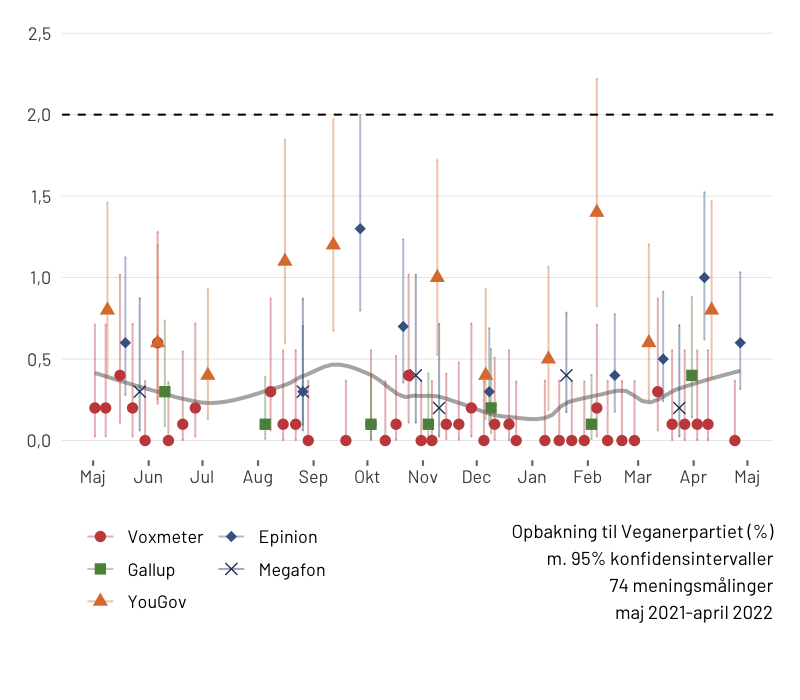 2,5
2,0
1,5
1,0
0,5
0,0
Maj Jun Jul Aug Sep Okt Nov Dec Jan Feb Mar Apr Maj
Voxmeter Epinion
Gallup Megafon
YouGov
Opbakning til Veganerpartiet (%)
m. 95% konfidensintervaller
74 meningsmålinger
maj 2021-april 2022